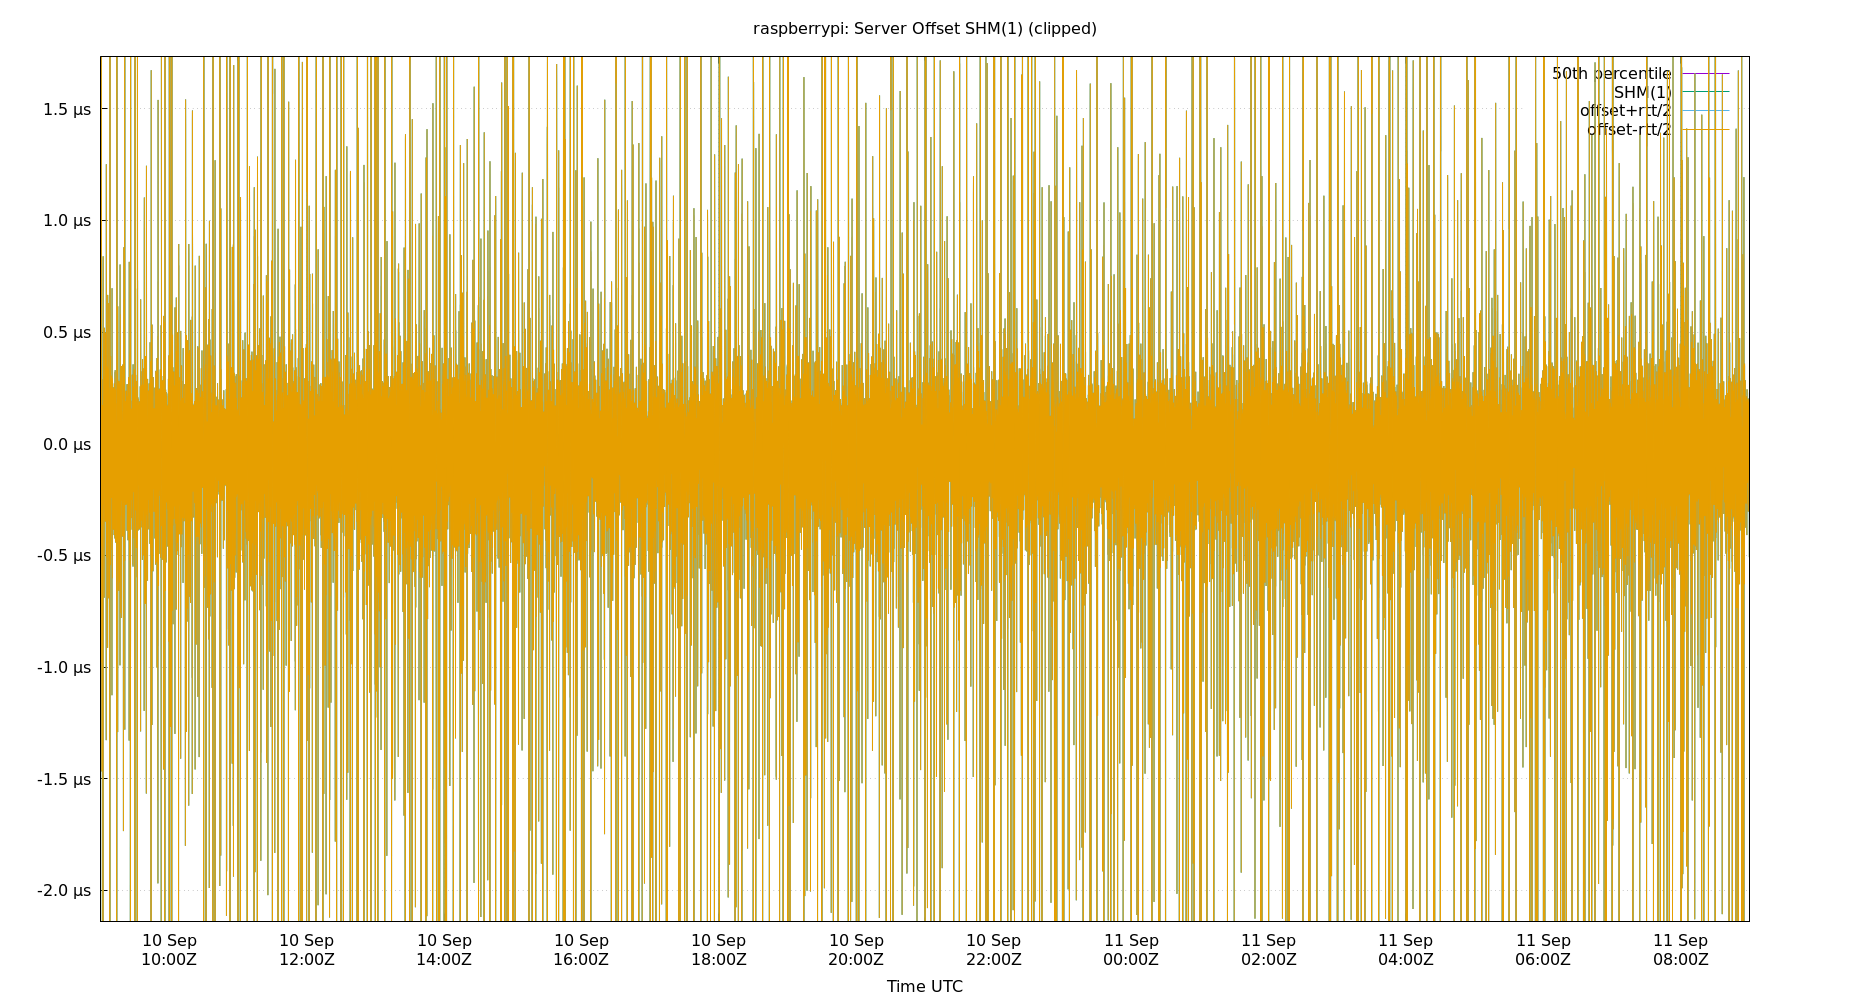 raspberrypi: Server Offset SHM(1) (clipped)
50th percentile
SHM(1)
offset+rtt/2
offset-rtt/2
1.5 µs
1.0 µs
0.5 µs
0.0 µs
-0.5 µs
-1.0 µs
-1.5 µs
-2.0 µs
10 Sep 10 Sep 10 Sep 10 Sep 10 Sep 10 Sep 10 Sep 11 Sep 11 Sep 11 Sep 11 Sep 11 Sep
10:00Z 12:00Z 14:00Z 16:00Z 18:00Z 20:00Z 22:00Z 00:00Z 02:00Z 04:00Z 06:00Z 08:00Z
Time UTC